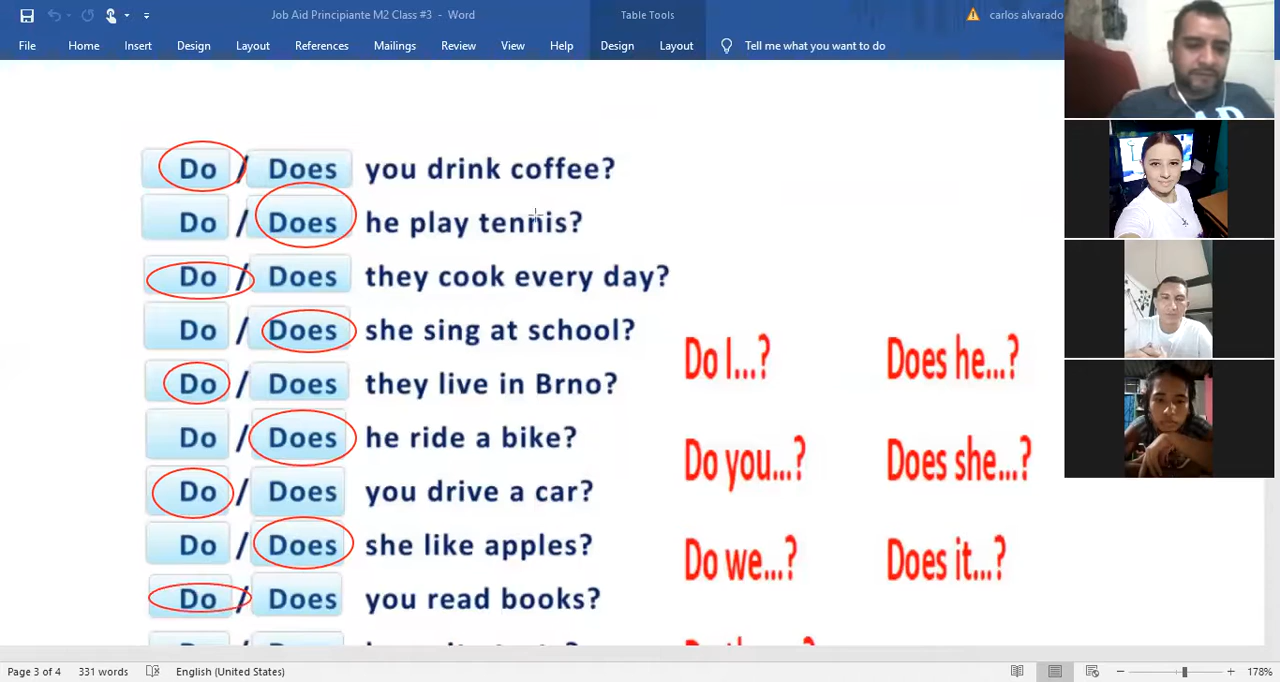 Job Aid Principiante M2 Class #3 - Word
Table Tools
carlos alvarado
File Home Insert Design Layout References Mailings Review View Help Design Layout Tell me what you want to do
Do / Does you drink coffee?
Do / Does he play tennis?
Do / Does they cook every day?
Do / Does she sing at school?
Do / Does they live in Brno?
Do / Does he ride a bike?
Do / Does you drive a car?
Do / Does she like apples?
Do / Does you read books?
Do I...? Does he...?
Do you...? Does she...?
Do we...? Does it...?
Page 3 of 4 331 words English (United States) 178%